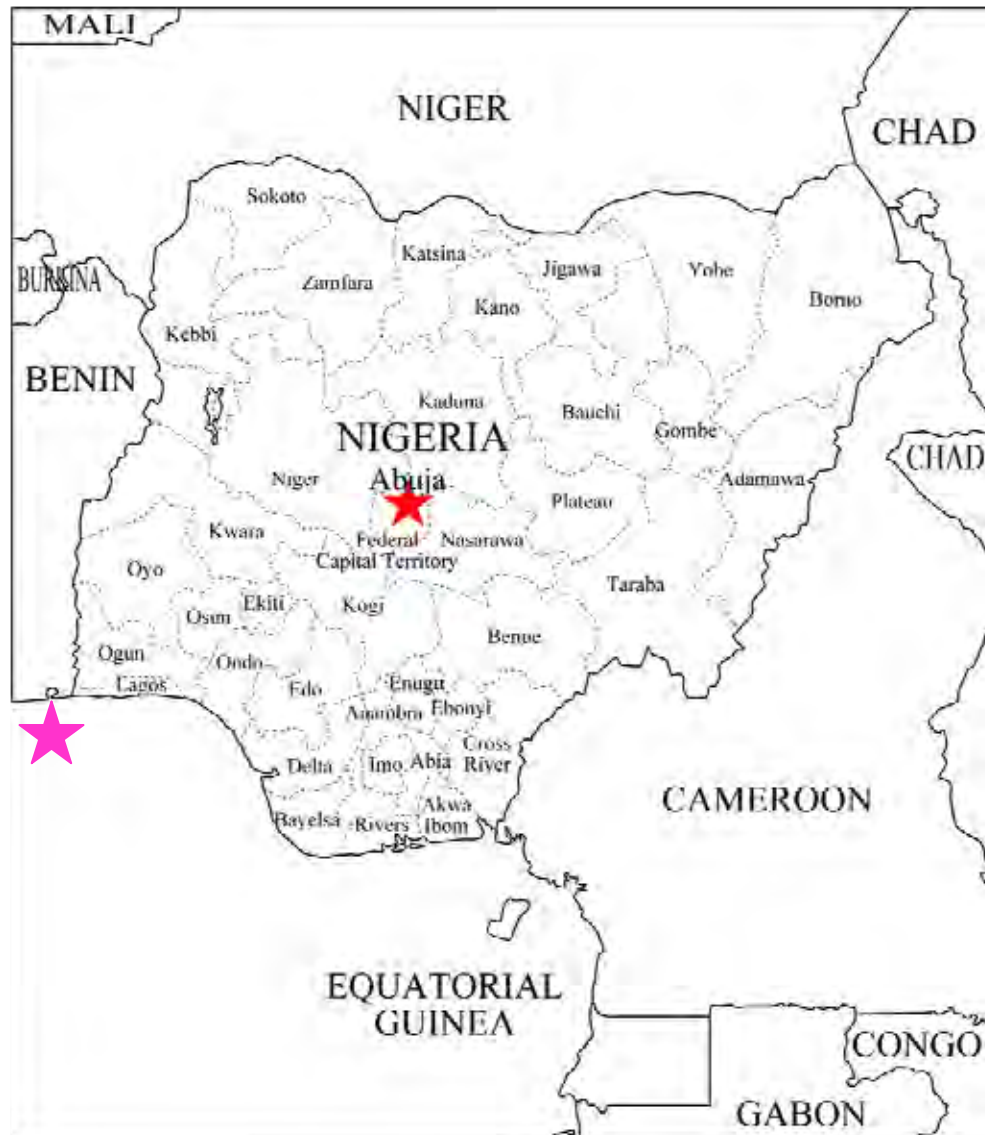 MALI
NIGER
CHAD
Sokoto
Katsina
Jigawa
Yobe
BURKINA
Zamfara
Kano
Borno
Kebbi
BENIN
Kaduna
Bauchi
NIGERIA
Gombe
CHAD
Niger
Abuja
Adamawa
Plateau
Kwara
Federal
Capital Territory
Nasarawa
Oyo
Taraba
Ekiti
Kogi
Osun
Benue
Ogun
Ondo
Lagos
Edo
Enugu
Anambra
Ebonyi
Delta
Imo
Abia
Cross
River
Bayelsa
Rivers
Akwa
Ibom
CAMEROON
EQUATORIAL
GUINEA
CONGO
GABON